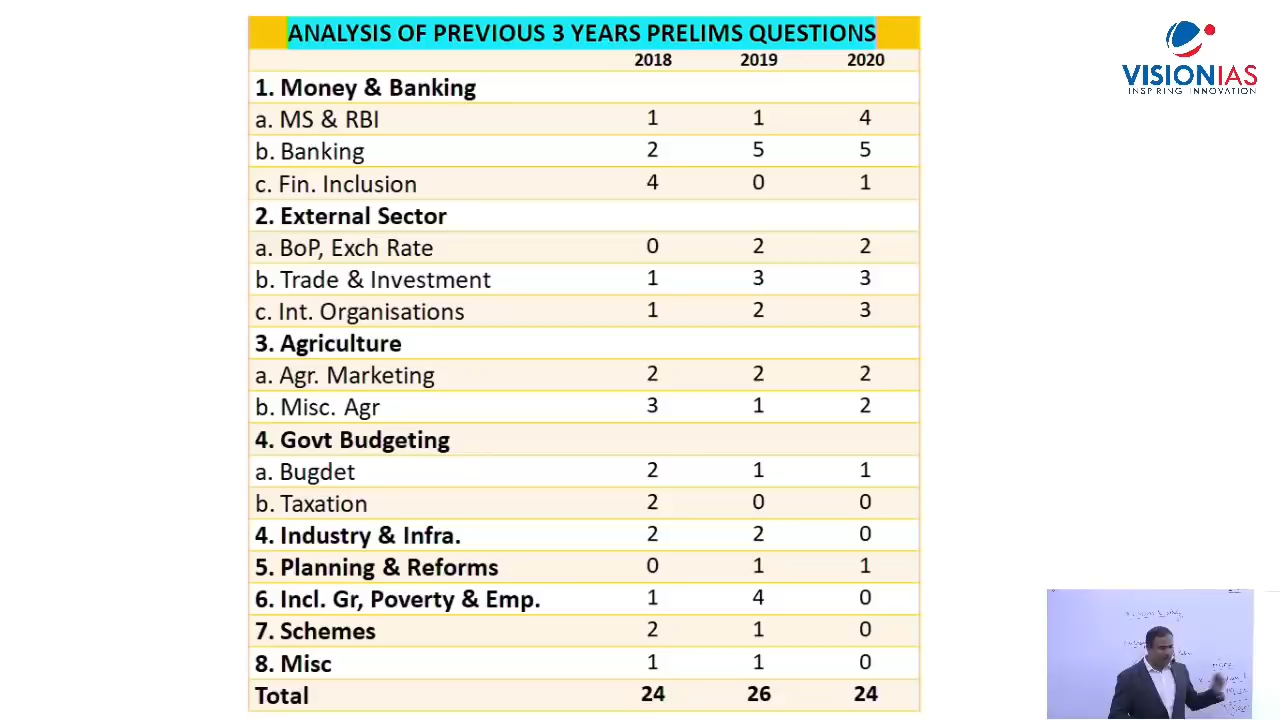 ANALYSIS OF PREVIOUS 3 YEARS PRELIMS QUESTIONS
2018 2019 2020
1. Money & Banking
a. MS & RBI 1 1 4
b. Banking 2 5 5
c. Fin. Inclusion 4 0 1
2. External Sector
a. BoP, Exch Rate 0 2 2
b. Trade & Investment 1 3 3
c. Int. Organisations 1 2 3
3. Agriculture
a. Agr. Marketing 2 2 2
b. Misc. Agr 3 1 2
4. Govt Budgeting
a. Bugdet 2 1 1
b. Taxation 2 0 0
4. Industry & Infra. 2 2 0
5. Planning & Reforms 0 1 1
6. Incl. Gr, Poverty & Emp. 1 4 0
7. Schemes 2 1 0
8. Misc 1 1 0
Total 24 26 24
VISIONIAS
INSPIRING INNOVATION